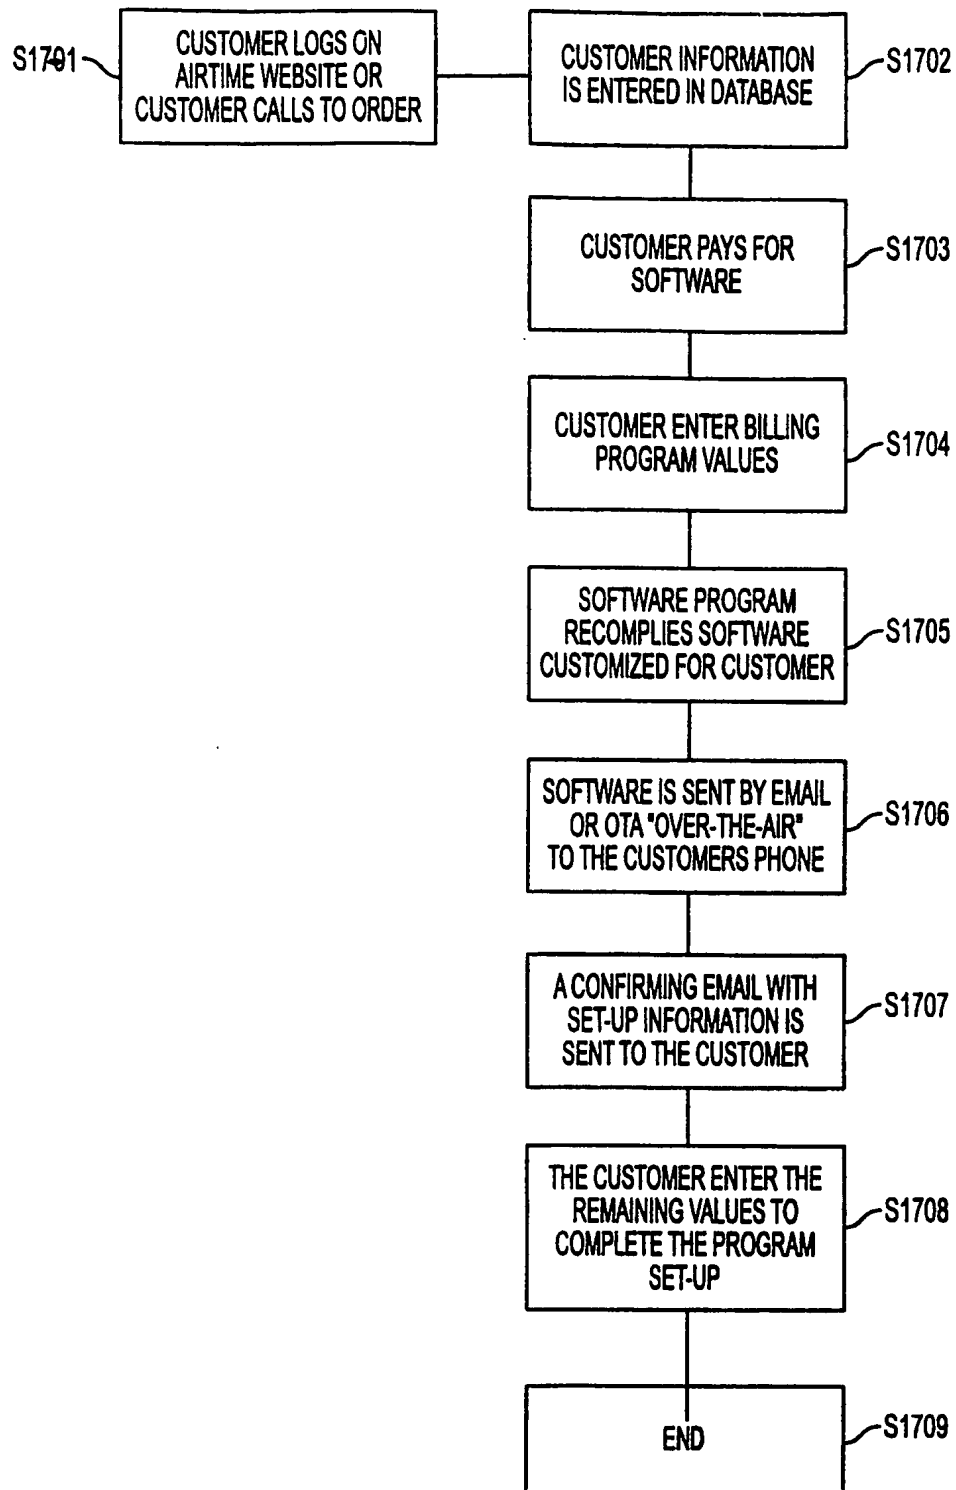 S1701
CUSTOMER LOGS ON
AIRTIME WEBSITE OR
CUSTOMER CALLS TO ORDER
CUSTOMER INFORMATION
IS ENTERED IN DATABASE
S1702
CUSTOMER PAYS FOR
SOFTWARE
S1703
CUSTOMER ENTER BILLING
PROGRAM VALUES
S1704
SOFTWARE PROGRAM
RECOMPLIES SOFTWARE
CUSTOMIZED FOR CUSTOMER
S1705
SOFTWARE IS SENT BY EMAIL
OR OTA "OVER-THE-AIR"
TO THE CUSTOMERS PHONE
S1706
A CONFIRMING EMAIL WITH
SET-UP INFORMATION IS
SENT TO THE CUSTOMER
S1707
THE CUSTOMER ENTER THE
REMAINING VALUES TO
COMPLETE THE PROGRAM
SET-UP
S1708
END
S1709